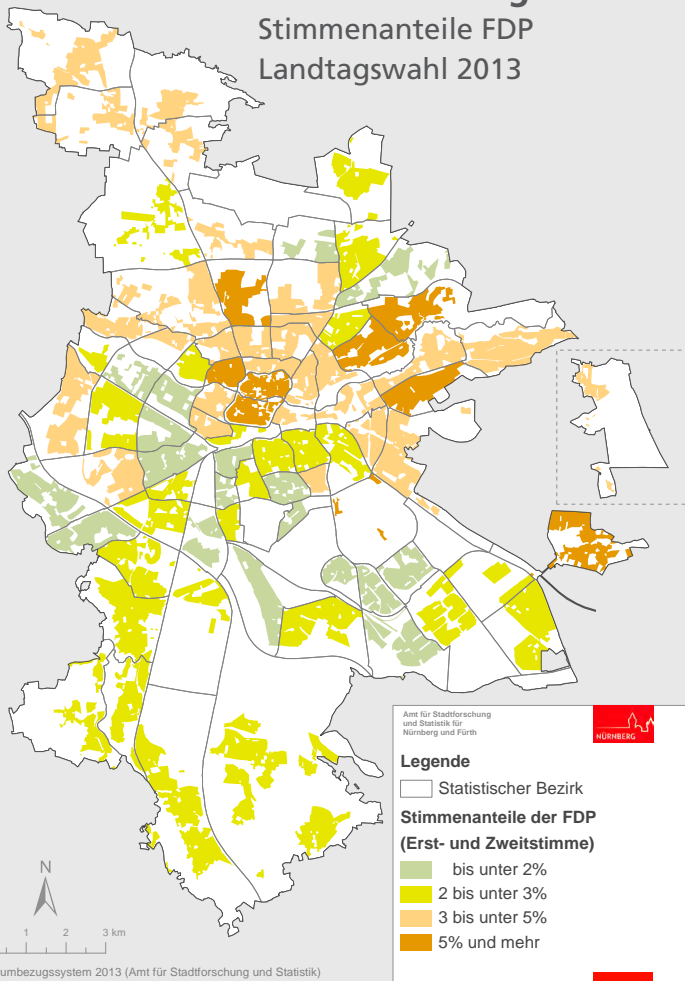 Stimmenanteile FDP
Landtagswahl 2013
Amt für Stadtforschung
und Statistik für
Nürnberg und Fürth
NÜRNBERG
Legende
Statistischer Bezirk
Stimmenanteile der FDP
(Erst- und Zweitstimme)
bis unter 2%
2 bis unter 3%
3 bis unter 5%
5% und mehr
N
1 2 3 km
umbezugssystem 2013 (Amt für Stadtforschung und Statistik)